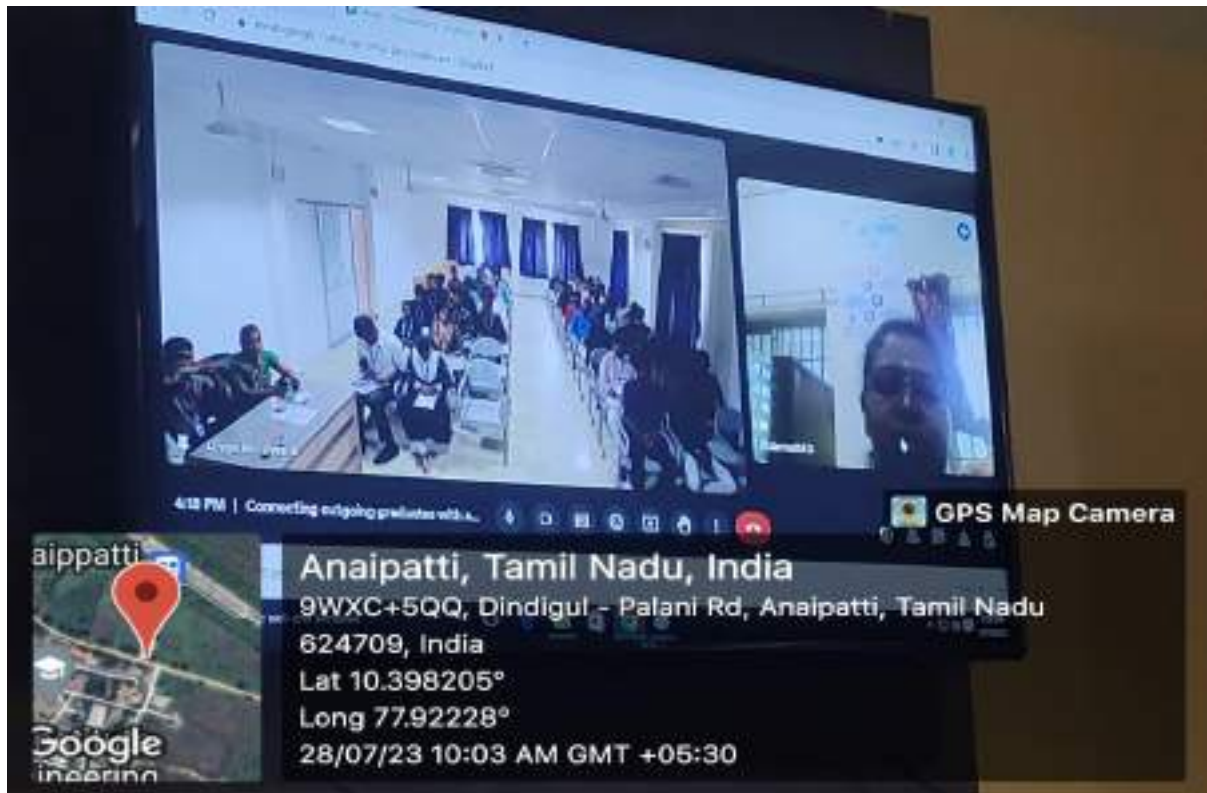 4:18 PM | Connecting outgoing graduates with a...
GPS Map Camera
aippatti
Google
ineering
Anaipatti, Tamil Nadu, India
9WXC+5QQ, Dindigul - Palani Rd, Anaipatti, Tamil Nadu
624709, India
Lat 10.398205°
Long 77.92228°
28/07/23 10:03 AM GMT +05:30